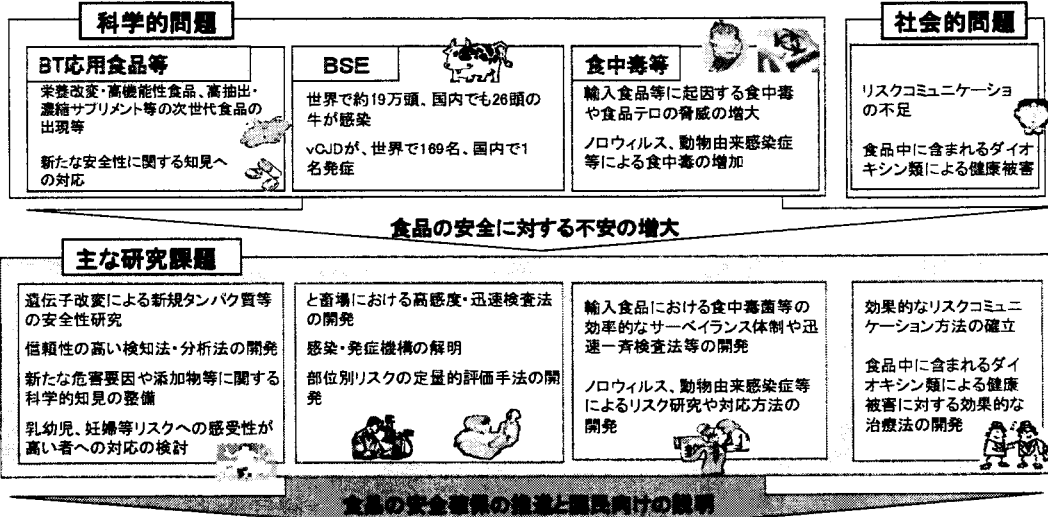 科学的問題
社会的問題
BT応用食品等
栄養改変・高機能性食品、高抽出・
濃縮サプリメント等の次世代食品の
出現等
新たな安全性に関する知見へ
の対応
BSE
世界で約19万頭、国内でも26頭の
牛が感染
vCJDが、世界で169名、国内で1
名発症
食中毒等
輸入食品等に起因する食中毒
や食品テロの脅威の増大
ノロウィルス、動物由来感染症
等による食中毒の増加
リスクコミュニケーショ
の不足
食品中に含まれるダイオ
キシン類による健康被害
食品の安全に対する不安の増大
主な研究課題
遺伝子改変による新規タンパク質等
の安全性研究
信頼性の高い検知法・分析法の開発
新たな危害要因や添加物等に関する
科学的知見の整備
乳幼児、妊婦等リスクへの感受性が
高い者への対応の検討
と畜場における高感度・迅速検査法
の開発
感染・発症機構の解明
部位別リスクの定量的評価手法の開
発
輸入食品における食中毒菌等の
効率的なサーベイランス体制や迅
速一斉検査法等の開発
ノロウィルス、動物由来感染症等
によるリスク研究や対応方法の
開発
効果的なリスクコミュニ
ケーション方法の確立
食品中に含まれるダイ
オキシン類による健康
被害に対する効果的な
治療法の開発
食品の安全確保の推進と国民向けの説明